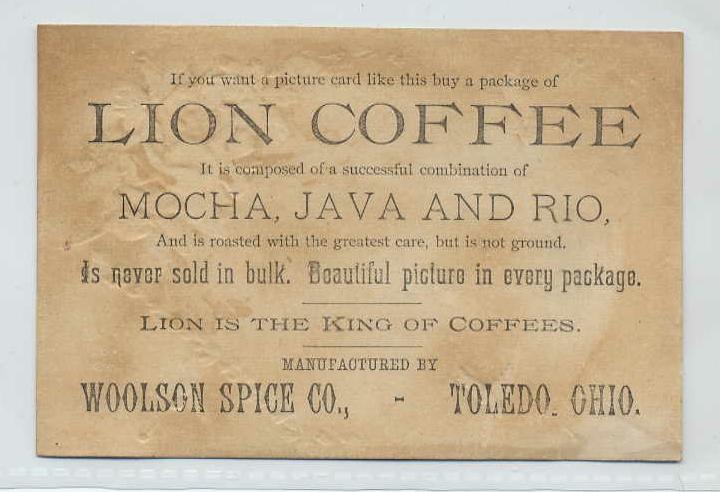 If you want a picture card like this buy a package of
LION COFFEE
It is composed of a successful combination of
MOCHA, JAVA AND RIO,
And is roasted with the greatest care, but is not ground.
Is never sold in bulk. Beautiful picture in every package.
LION IS THE KING OF COFFEES.
MANUFACTURED BY
WOOLSON SPICE CO., - TOLEDO. OHIO.